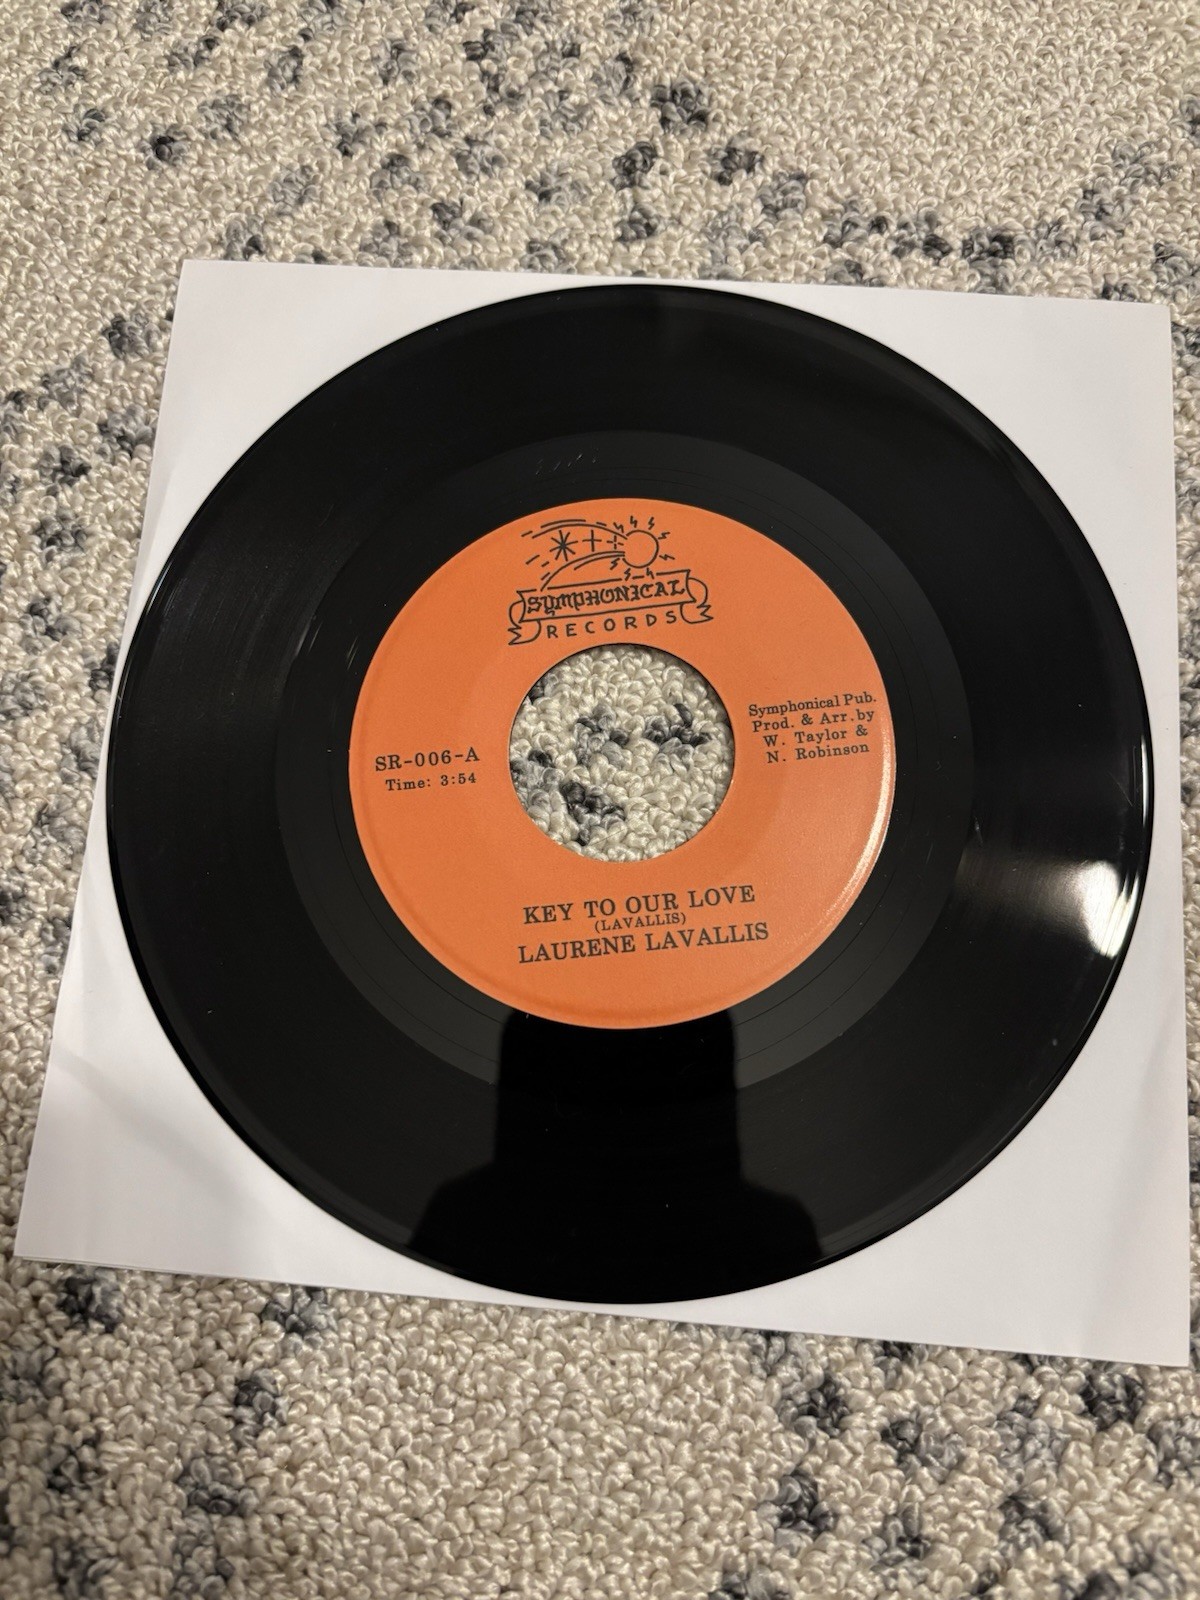 SYMPHONICAL
RECORDS
Symphonical Pub.
Prod. & Arr. by
W. Taylor &
N. Robinson
SR-006-A
Time: 3:54
KEY TO OUR LOVE
(LAVALLIS)
LAURENE LAVALLIS